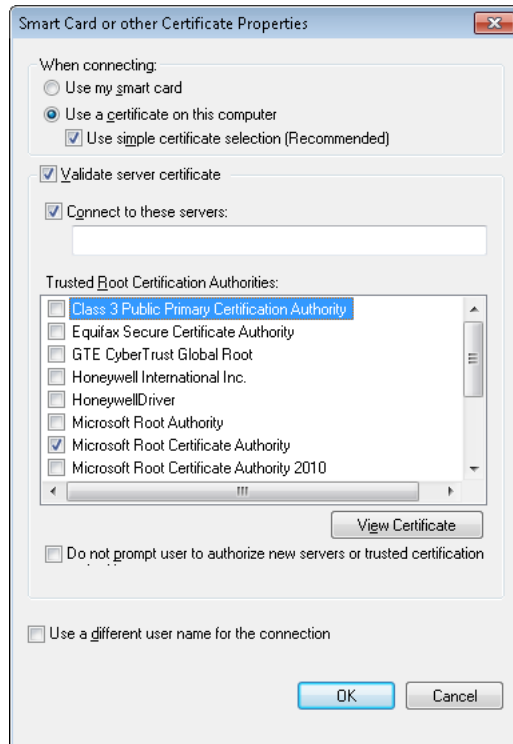 Smart Card or other Certificate Properties
When connecting:
Use my smart card
Use a certificate on this computer
Use simple certificate selection (Recommended)
Validate server certificate
Connect to these servers:
Trusted Root Certification Authorities:
Class 3 Public Primary Certification Authority
Equifax Secure Certificate Authority
GTE CyberTrust Global Root
Honeywell International Inc.
HoneywellDriver
Microsoft Root Authority
Microsoft Root Certificate Authority
Microsoft Root Certificate Authority 2010
View Certificate
Do not prompt user to authorize new servers or trusted certification
Use a different user name for the connection
OK Cancel